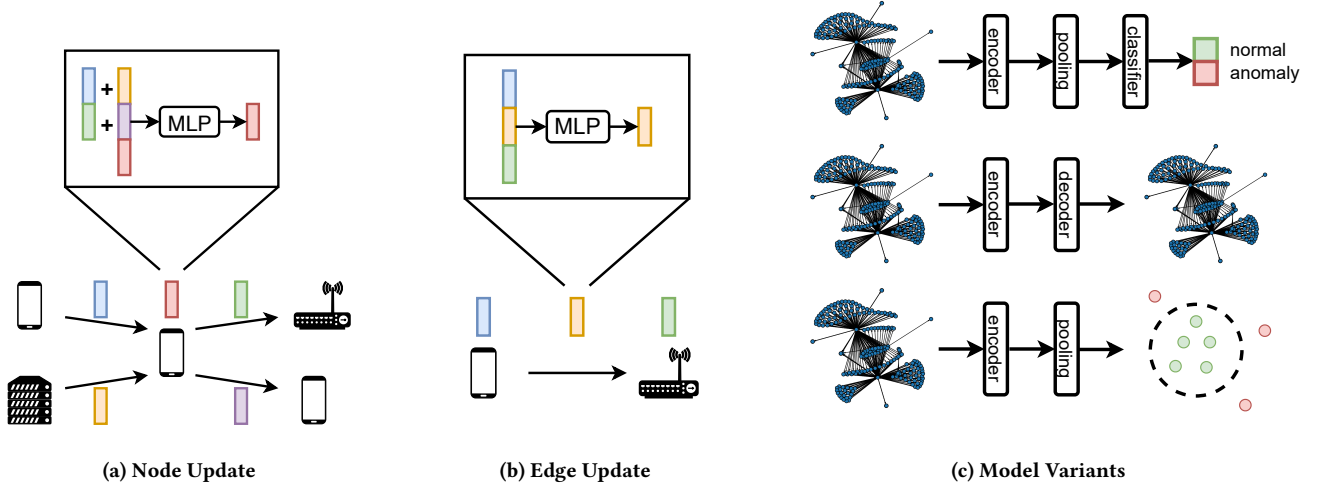 +
+
MLP
(a) Node Update
MLP
(b) Edge Update
encoder
pooling
classifier
normal
anomaly
encoder
decoder
encoder
pooling
(c) Model Variants